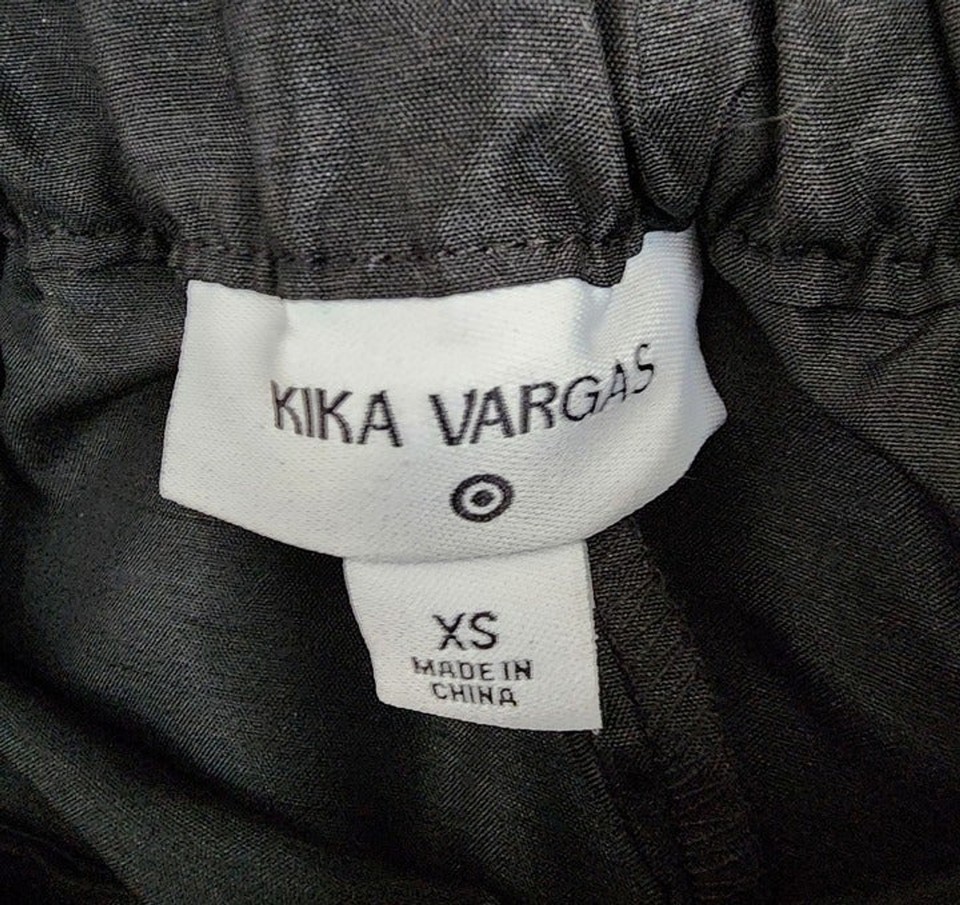 KIKA VARGAS
XS
MADE IN
CHINA